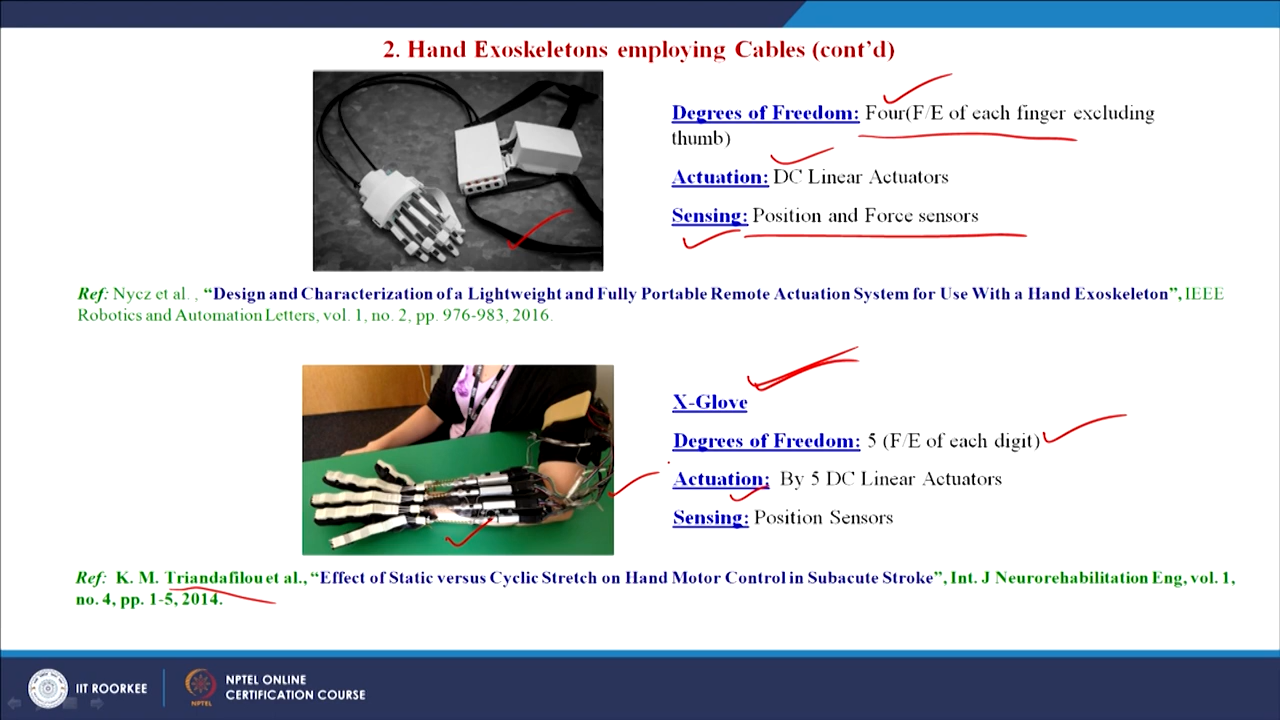 2. Hand Exoskeletons employing Cables (cont’d)
Degrees of Freedom: Four(F/E of each finger excluding
thumb)
Actuation: DC Linear Actuators
Sensing: Position and Force sensors
Ref: Nycz et al. , “Design and Characterization of a Lightweight and Fully Portable Remote Actuation System for Use With a Hand Exoskeleton”, IEEE
Robotics and Automation Letters, vol. 1, no. 2, pp. 976-983, 2016.
X-Glove
Degrees of Freedom: 5 (F/E of each digit)
Actuation: By 5 DC Linear Actuators
Sensing: Position Sensors
Ref: K. M. Triandafilou et al., “Effect of Static versus Cyclic Stretch on Hand Motor Control in Subacute Stroke”, Int. J Neurorehabilitation Eng, vol. 1,
no. 4, pp. 1-5, 2014.
IIT ROORKEE
NPTEL
NPTEL ONLINE
CERTIFICATION COURSE